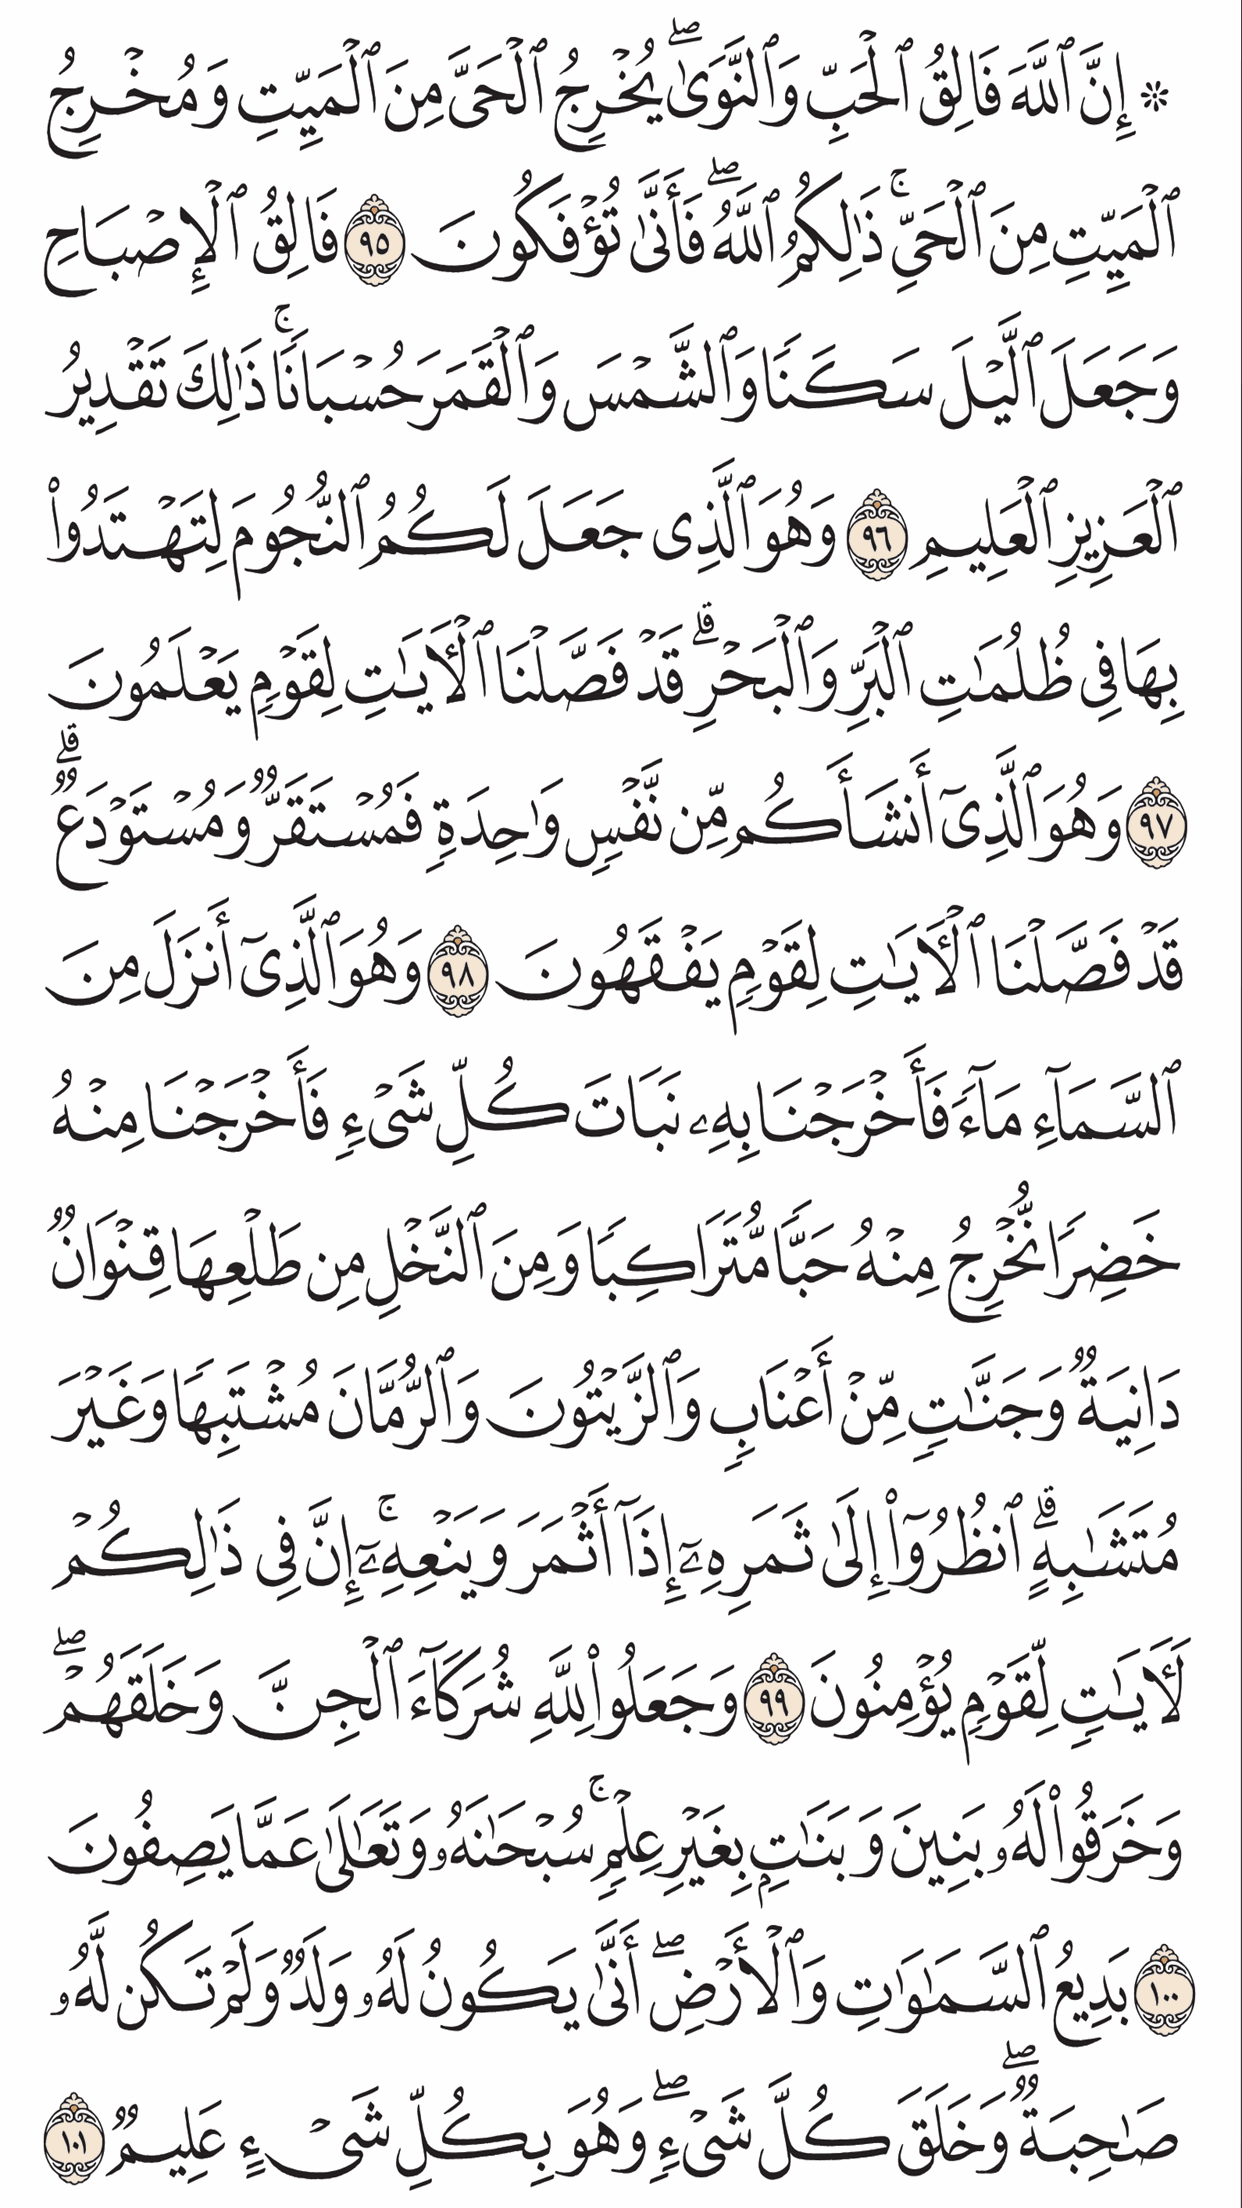 ۞ إِنَّ ٱللَّهَ فَالِقُ ٱلۡحَبِّ وَٱلنَّوَىٰۖ يُخۡرِجُ ٱلۡحَىَّ مِنَ ٱلۡمَيِّتِ وَمُخۡرِجُ
ٱلۡمَيِّتِ مِنَ ٱلۡحَىِّۚ ذَٰلِكُمُ ٱللَّهُۖ فَأَنَّىٰ تُؤۡفَكُونَ ٩٥ فَالِقُ ٱلۡإِصۡبَاحِ
وَجَعَلَ ٱلَّيۡلَ سَكَنٗا وَٱلشَّمۡسَ وَٱلۡقَمَرَ حُسۡبَانٗاۚ ذَٰلِكَ تَقۡدِيرُ
ٱلۡعَزِيزِ ٱلۡعَلِيمِ ٩٦ وَهُوَ ٱلَّذِى جَعَلَ لَكُمُ ٱلنُّجُومَ لِتَهۡتَدُواْ
بِهَا فِى ظُلُمَٰتِ ٱلۡبَرِّ وَٱلۡبَحۡرِۗ قَدۡ فَصَّلۡنَا ٱلۡأٓيَٰتِ لِقَوۡمٖ يَعۡلَمُونَ
٩٧ وَهُوَ ٱلَّذِىٓ أَنشَأَكُم مِّن نَّفۡسٖ وَٰحِدَةٖ فَمُسۡتَقَرّٞ وَمُسۡتَوۡدَعٞۗ
قَدۡ فَصَّلۡنَا ٱلۡأٓيَٰتِ لِقَوۡمٖ يَفۡقَهُونَ ٩٨ وَهُوَ ٱلَّذِىٓ أَنزَلَ مِنَ
ٱلسَّمَآءِ مَآءٗ فَأَخۡرَجۡنَا بِهِۦ نَبَاتَ كُلِّ شَىۡءٖ فَأَخۡرَجۡنَا مِنۡهُ
خَضِرٗا نُّخۡرِجُ مِنۡهُ حَبّٗا مُّتَرَاكِبٗا وَمِنَ ٱلنَّخۡلِ مِن طَلۡعِهَا قِنۡوَانٞ
دَانِيَةٞ وَجَنَّٰتٖ مِّنۡ أَعۡنَابٖ وَٱلزَّيۡتُونَ وَٱلرُّمَّانَ مُشۡتَبِهٗا وَغَيۡرَ
مُتَشَٰبِهٍۗ ٱنظُرُوٓاْ إِلَىٰ ثَمَرِهِۦٓ إِذَآ أَثۡمَرَ وَيَنۡعِهِۦٓۚ إِنَّ فِى ذَٰلِكُمۡ
لَأٓيَٰتٖ لِّقَوۡمٖ يُؤۡمِنُونَ ٩٩ وَجَعَلُواْ لِلَّهِ شُرَكَآءَ ٱلۡجِنَّ وَخَلَقَهُمۡۖ
وَخَرَقُواْ لَهُۥ بَنِينَ وَبَنَٰتِۭ بِغَيۡرِ عِلۡمٖۚ سُبۡحَٰنَهُۥ وَتَعَٰلَىٰ عَمَّا يَصِفُونَ
١٠٠ بَدِيعُ ٱلسَّمَٰوَٰتِ وَٱلۡأَرۡضِۖ أَنَّىٰ يَكُونُ لَهُۥ وَلَدٞ وَلَمۡ تَكُن لَّهُۥ
صَٰحِبَةٞۖ وَخَلَقَ كُلَّ شَىۡءٖۖ وَهُوَ بِكُلِّ شَىۡءٍ عَلِيمٞ ١٠١